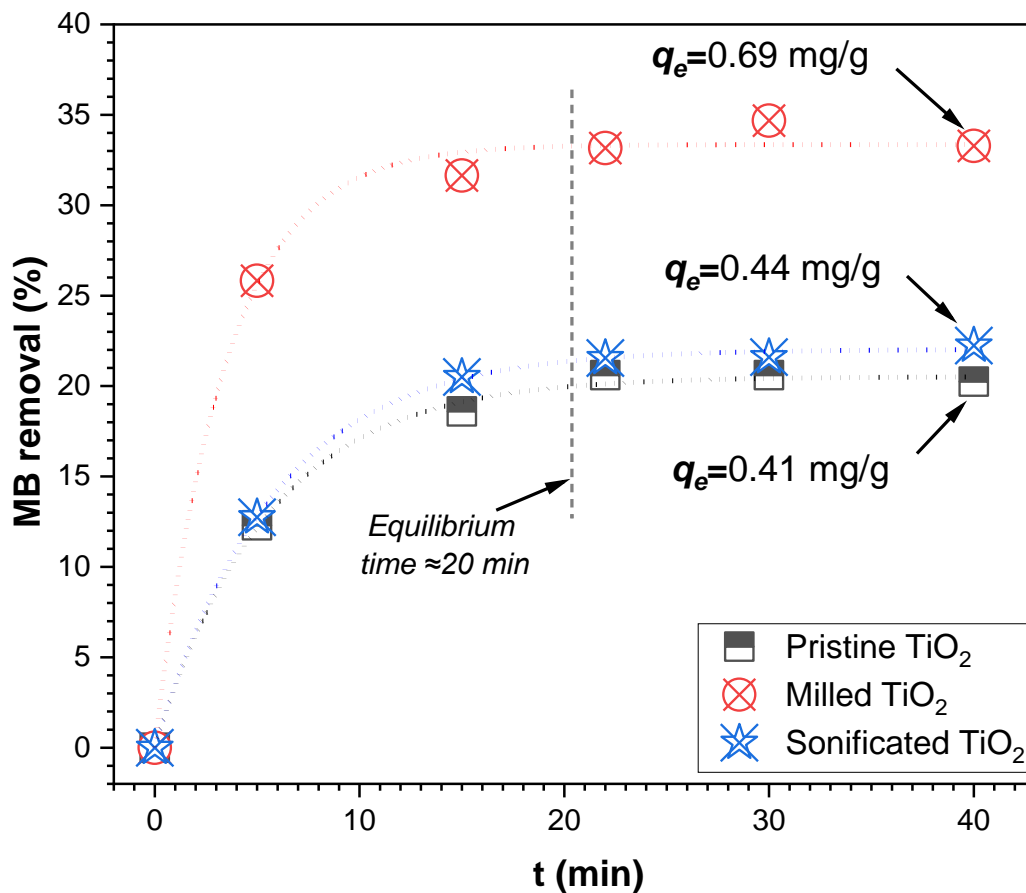 MB removal (%)
40
35
30
25
20
15
10
5
0
qe=0.69 mg/g
qe=0.44 mg/g
qe=0.41 mg/g
Equilibrium
time ≈20 min
Pristine TiO2
Milled TiO2
Sonificated TiO2
0 10 20 30 40
t (min)